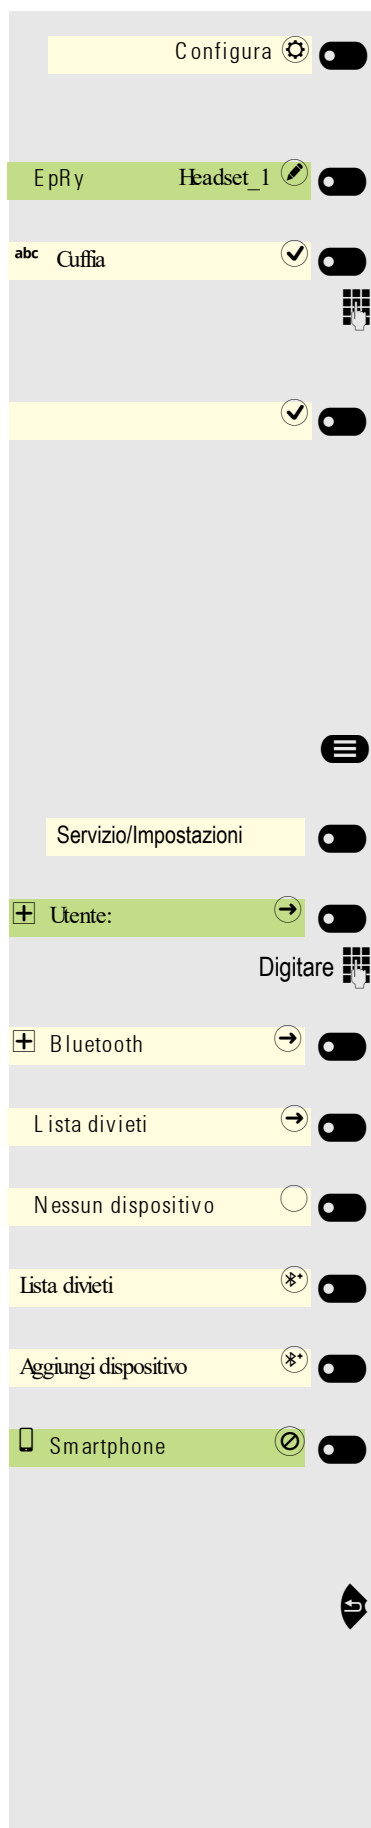 Configura
EpRy Headset_1
abc Cuffia
Servizio/Impostazioni
Utente:
Digitare
Bluetooth
Lista divieti
Nessun dispositivo
Lista divieti
Aggiungi dispositivo
Smartphone